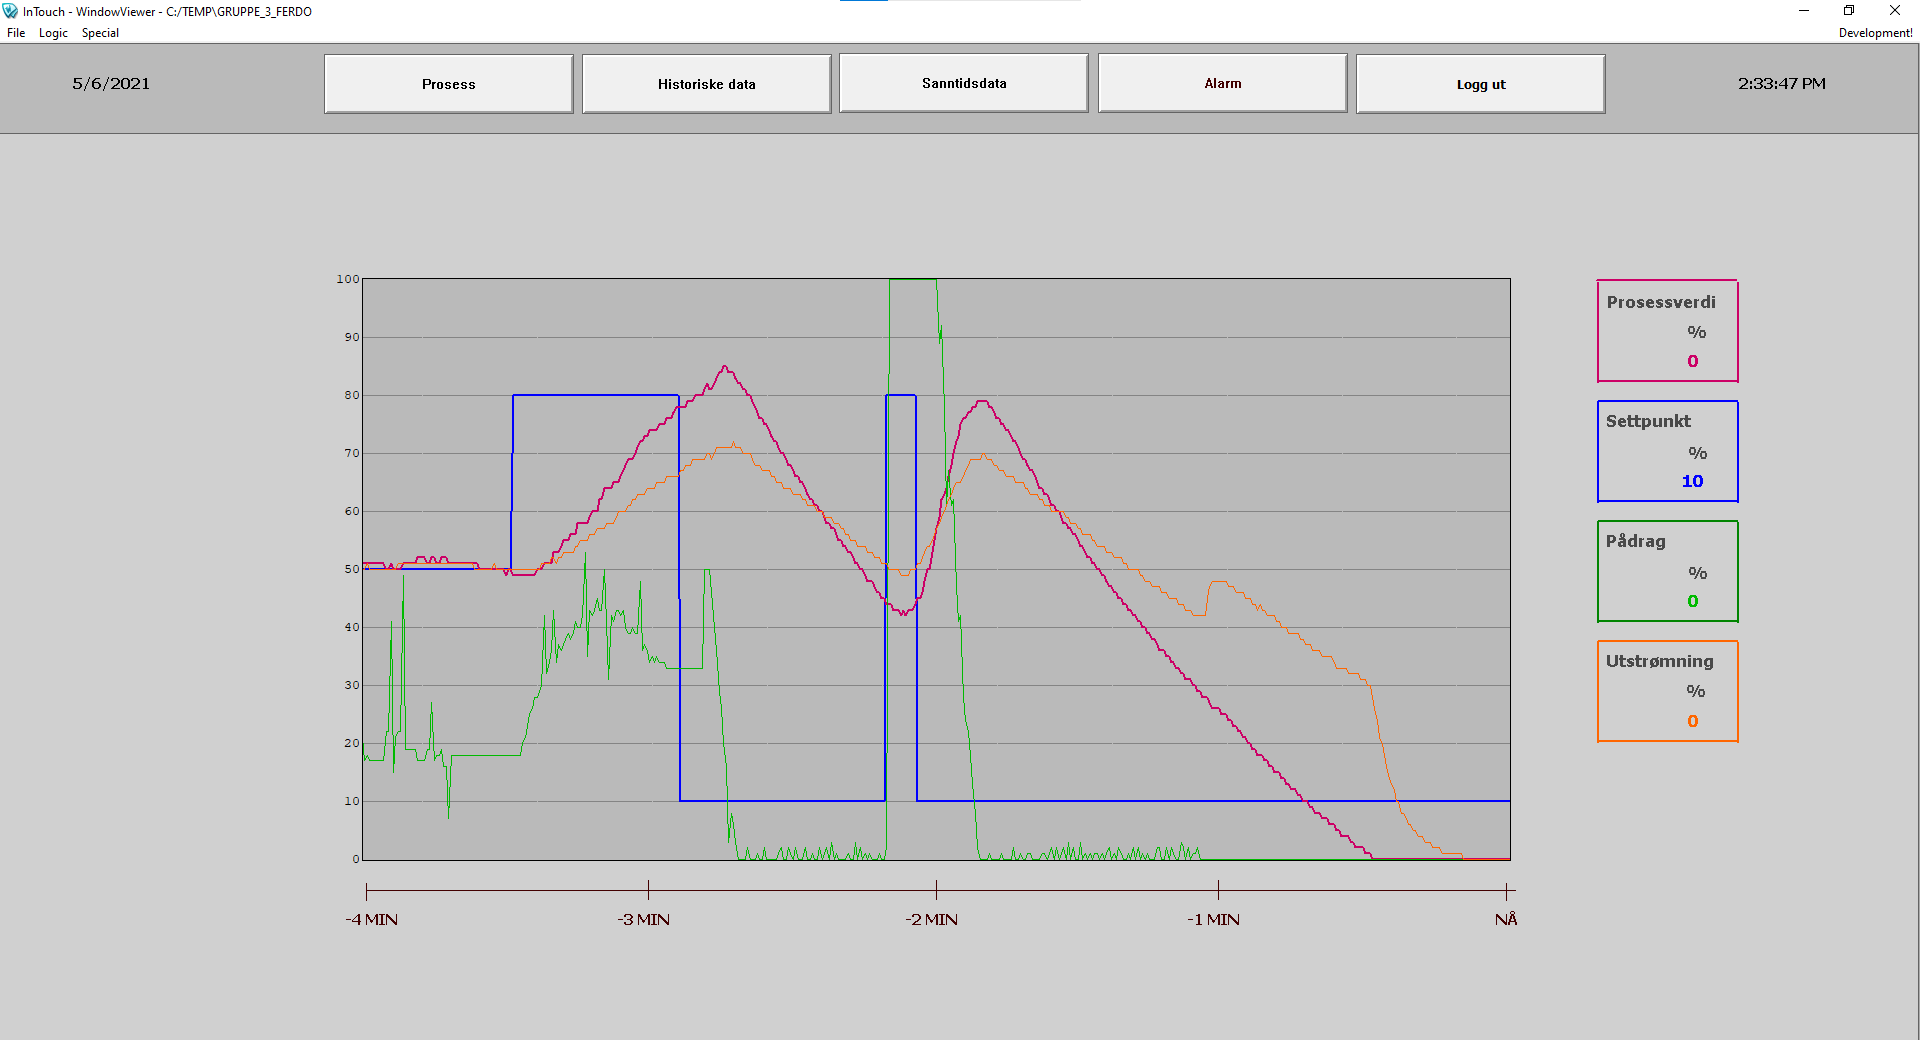 InTouch - WindowViewer - C:/TEMP\GRUPPE_3_FERDO
File Logic Special
Development!
5/6/2021
Prosess
Historiske data
Sanntidsdata
Alarm
Logg ut
2:33:47 PM
100
90
80
70
60
50
40
30
20
10
0
-4 MIN
-3 MIN
-2 MIN
-1 MIN
NÅ
Prosessverdi
%
0
Settpunkt
%
10
Pådrag
%
0
Utstrømning
%
0